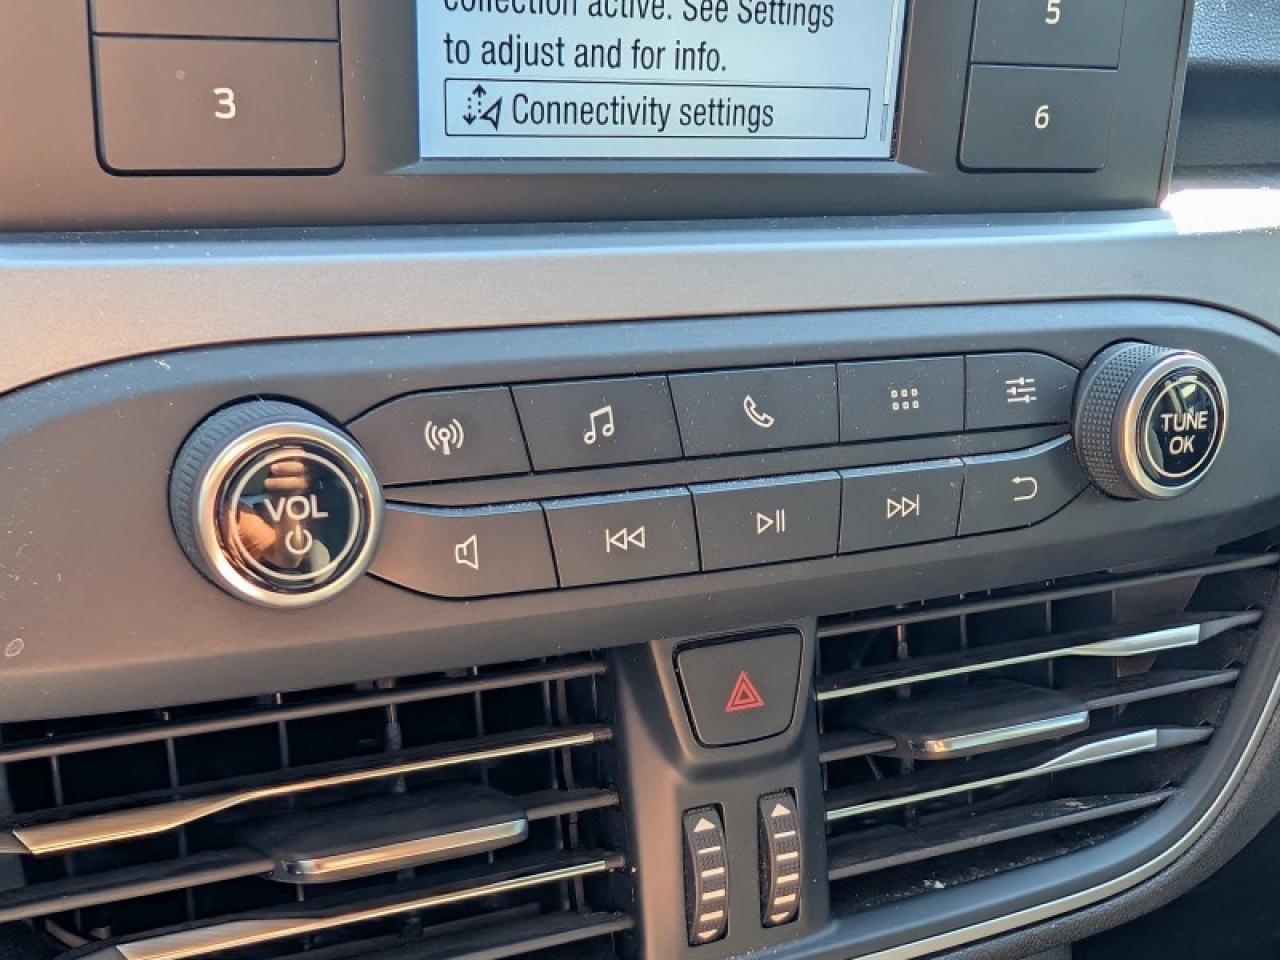 collection active. See Settings
to adjust and for info.
Connectivity settings
3
5
6
VOL
TUNE
OK